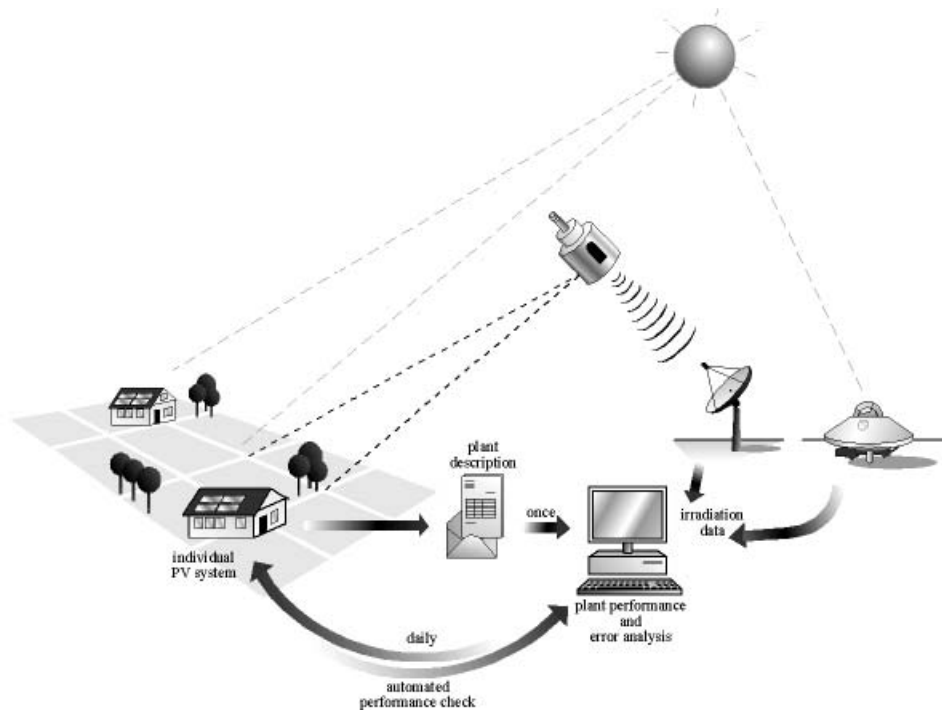 plant
description
once
irradiation
data
individual
PV system
plant performance
and
error analysis
daily
automated
performance check